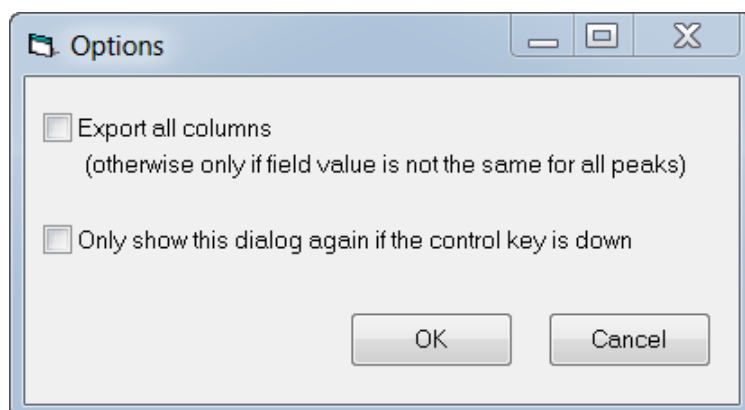 Options
Export all columns
(otherwise only if field value is not the same for all peaks)
Only show this dialog again if the control key is down
OK
Cancel